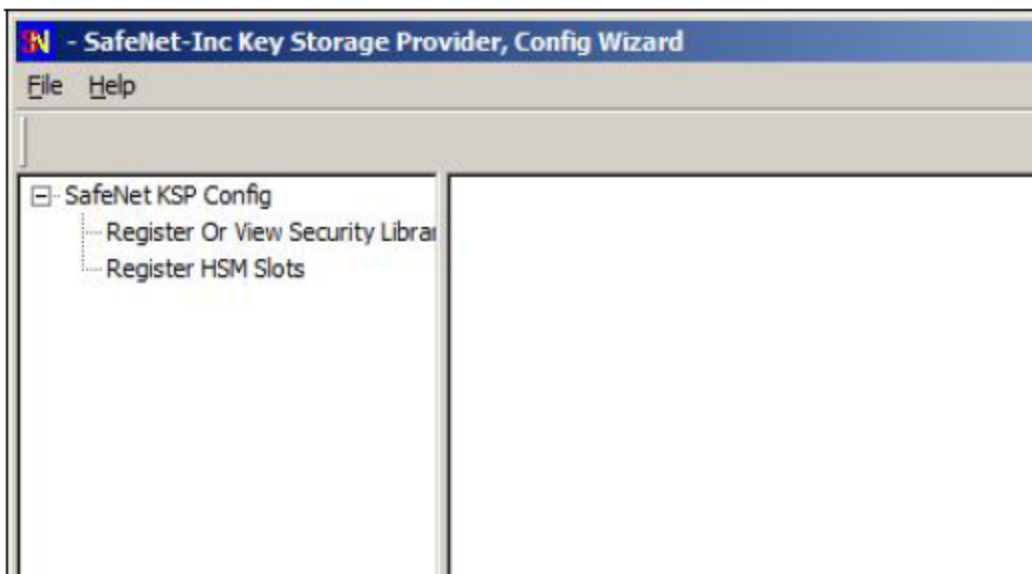 SN - SafeNet-Inc Key Storage Provider, Config Wizard
File Help
SafeNet KSP Config
Register Or View Security Librar
Register HSM Slots